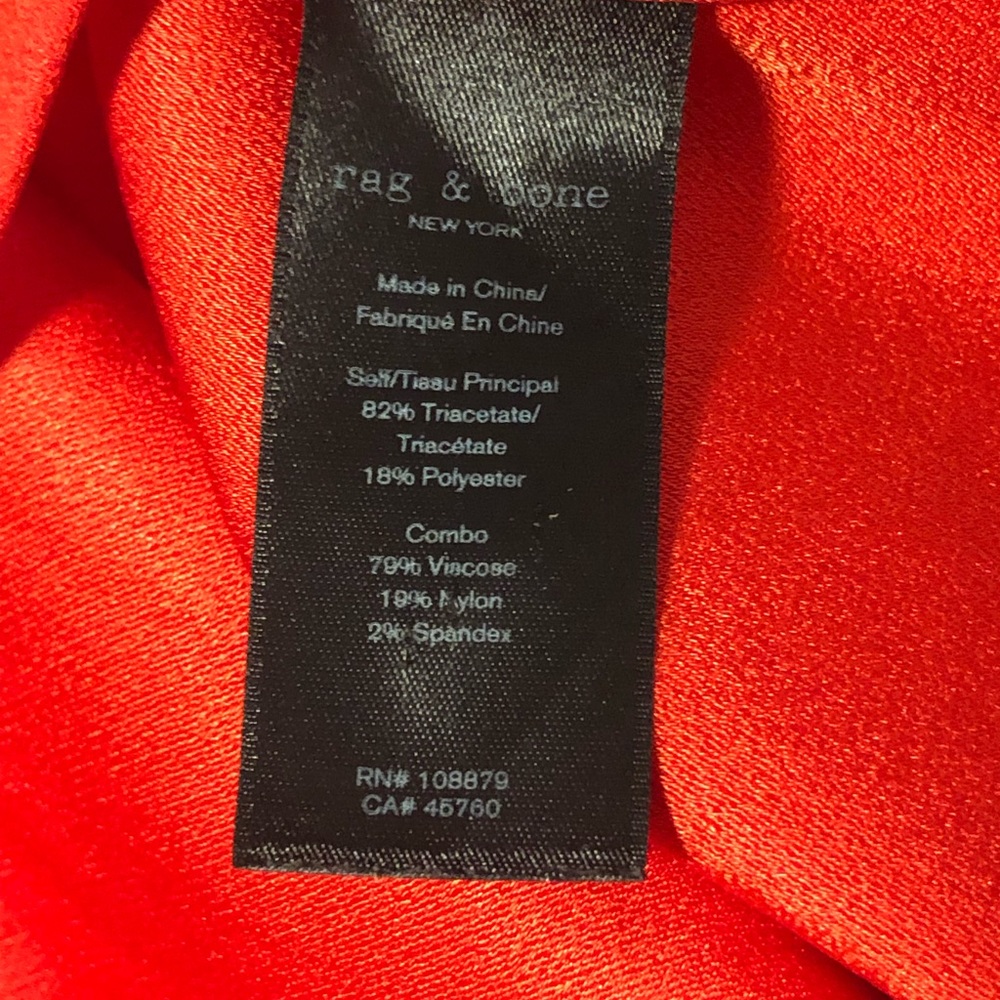 rag & bone
NEW YORK
Made in China/
Fabriqué En Chine
Self/Tissu Principal
82% Triacetate/
Triacétate
18% Polyester
Combo
79% Viscose
19% Nylon
2% Spandex
RN# 108879
CA# 45760